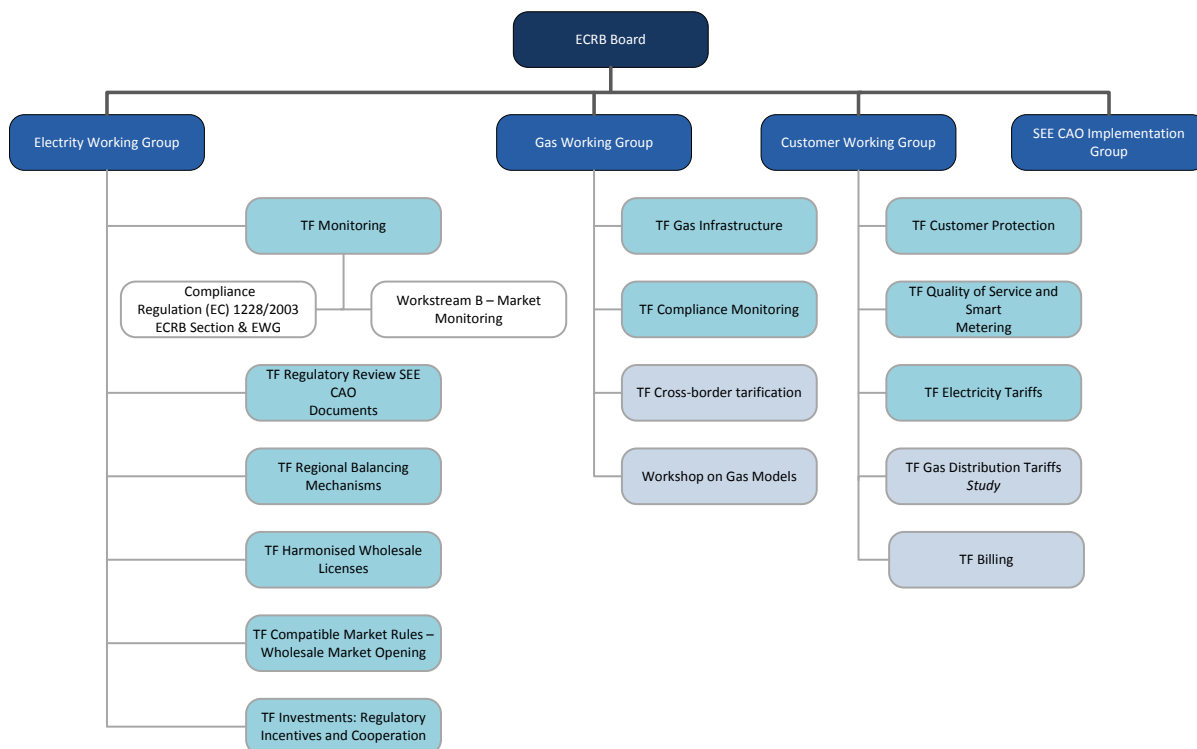 ECRB Board
Electrity Working Group
Gas Working Group
Customer Working Group
SEE CAO Implementation
Group
TF Monitoring
Compliance
Regulation (EC) 1228/2003
ECRB Section & EWG
Workstream B – Market
Monitoring
TF Regulatory Review SEE
CAO
Documents
TF Regional Balancing
Mechanisms
TF Harmonised Wholesale
Licenses
TF Compatible Market Rules –
Wholesale Market Opening
TF Investments: Regulatory
Incentives and Cooperation
TF Gas Infrastructure
TF Compliance Monitoring
TF Cross-border tarification
Workshop on Gas Models
TF Customer Protection
TF Quality of Service and
Smart
Metering
TF Electricity Tariffs
TF Gas Distribution Tariffs
Study
TF Billing